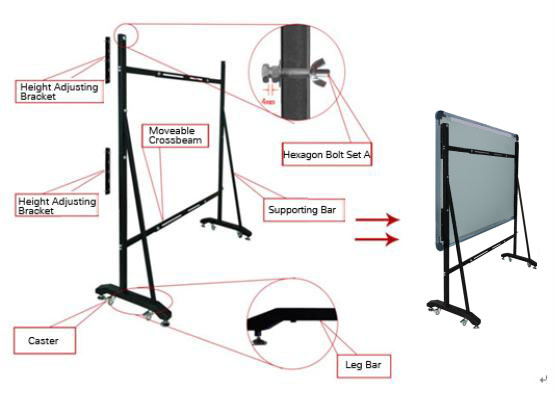 Height Adjusting
Bracket
Moveable
Crossbeam
4mm
Hexagon Bolt Set A
Height Adjusting
Bracket
Supporting Bar
Caster
Leg Bar
↵